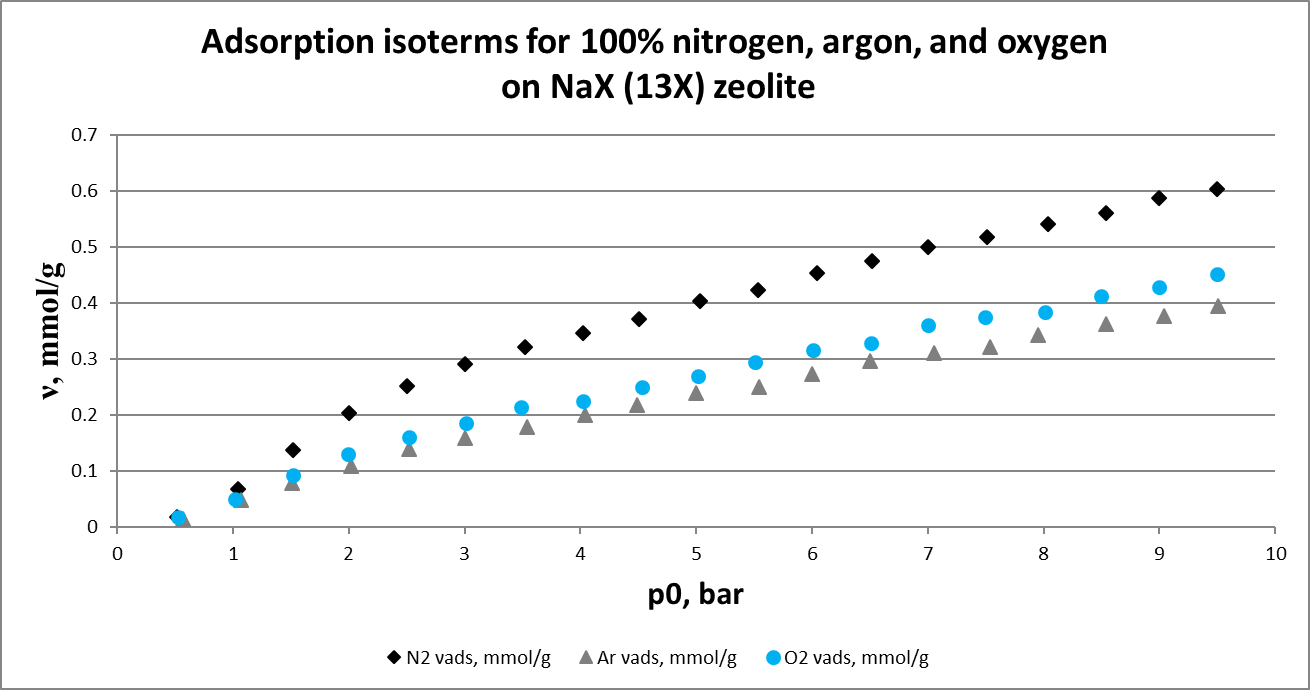 Adsorption isoterms for 100% nitrogen, argon, and oxygen
on NaX (13X) zeolite
0.7
0.6
0.5
0.4
0.3
0.2
0.1
0
ν, mmol/g
0 1 2 3 4 5 6 7 8 9 10
p0, bar
N2 vads, mmol/g Ar vads, mmol/g O2 vads, mmol/g